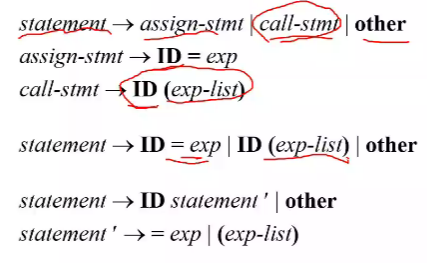 statement → assign-stmt | call-stmt | other
assign-stmt → ID = exp
call-stmt → ID (exp-list)
statement → ID = exp | ID (exp-list) | other
statement → ID statement ' | other
statement ' → = exp | (exp-list)